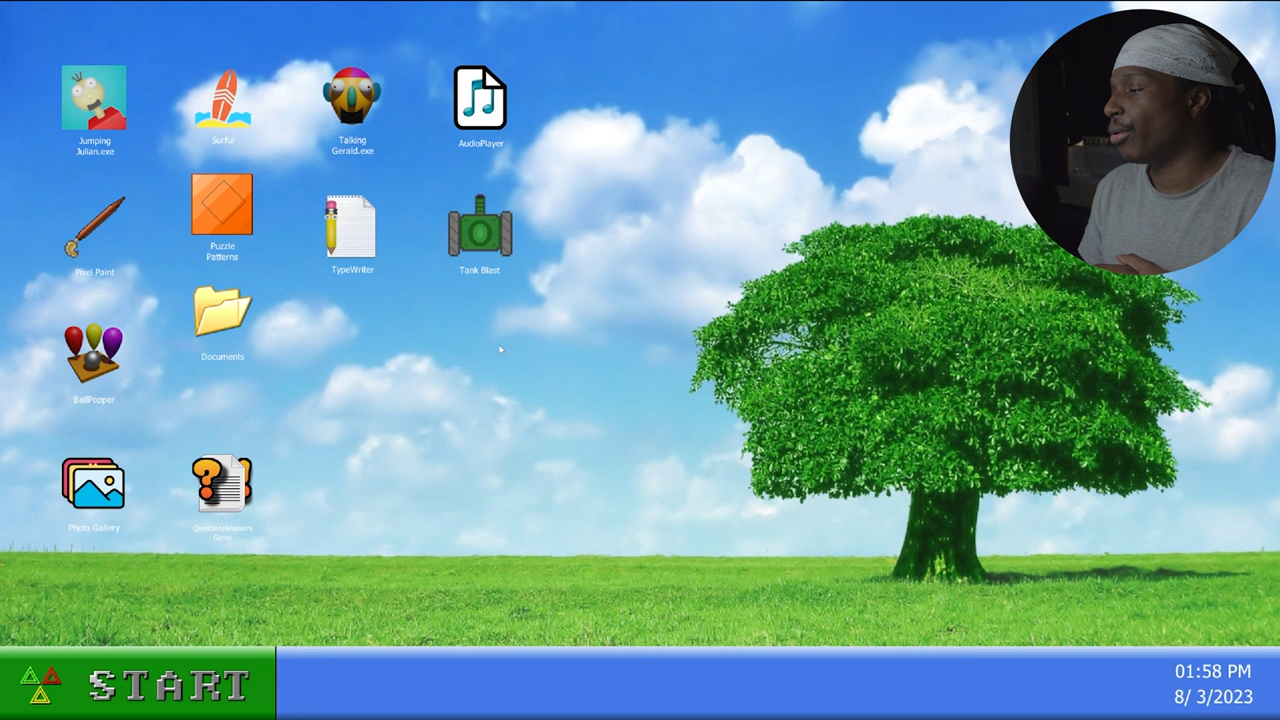 Jumping
Julian.exe
Surfur
Talking
Gerald.exe
AudioPlayer
Pixel Paint
Puzzle
Patterns
TypeWriter
Tank Blast
Documents
BallPopper
Photo Gallery
Question/Answers
Game
START
01:58 PM
8/ 3/2023